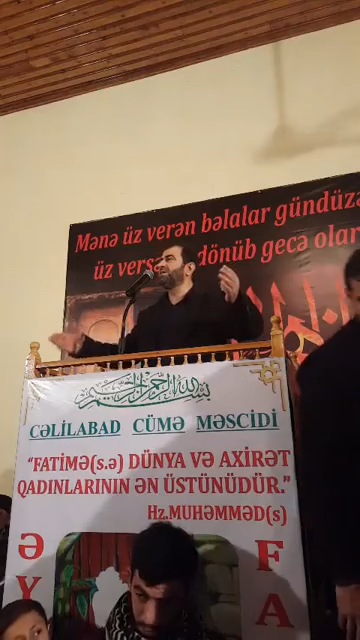 Mənə üz verən bəlalar gündüzə
üz versə dönüb gecə olar
بسم الله الرحمن الرحيم
CƏLİLABAD CÜMƏ MƏSCİDİ
“FATİMƏ(s.ə) DÜNYA VƏ AXİRƏT
QADINLARININ ƏN ÜSTÜNÜDÜR.”
Hz.MUHƏMMƏD(s)
Ə F
Y A